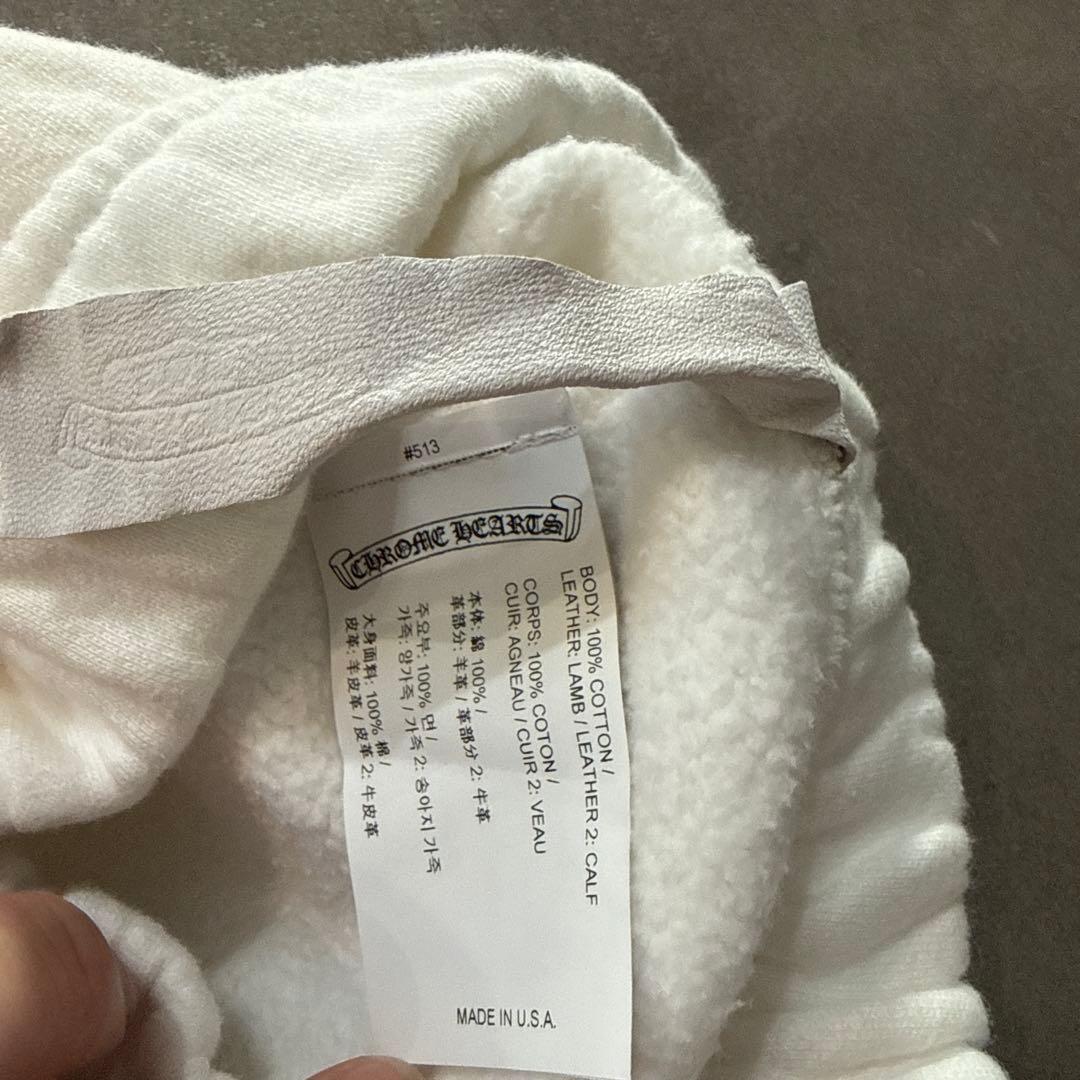 #513
CHROME HEARTS
BODY: 100% COTTON /
LEATHER: LAMB / LEATHER 2: CALF
CORPS: 100% COTON /
CUIR: AGNEAU / CUIR 2: VEAU
本体: 綿 100% /
革部分: 羊革 / 革部分 2: 牛革
주요부: 100% 면 /
가죽: 양가죽 / 가죽 2: 송아지 가죽
大身面料: 100% 棉 /
皮革: 羊皮革 / 皮革 2: 牛皮革
MADE IN U.S.A.